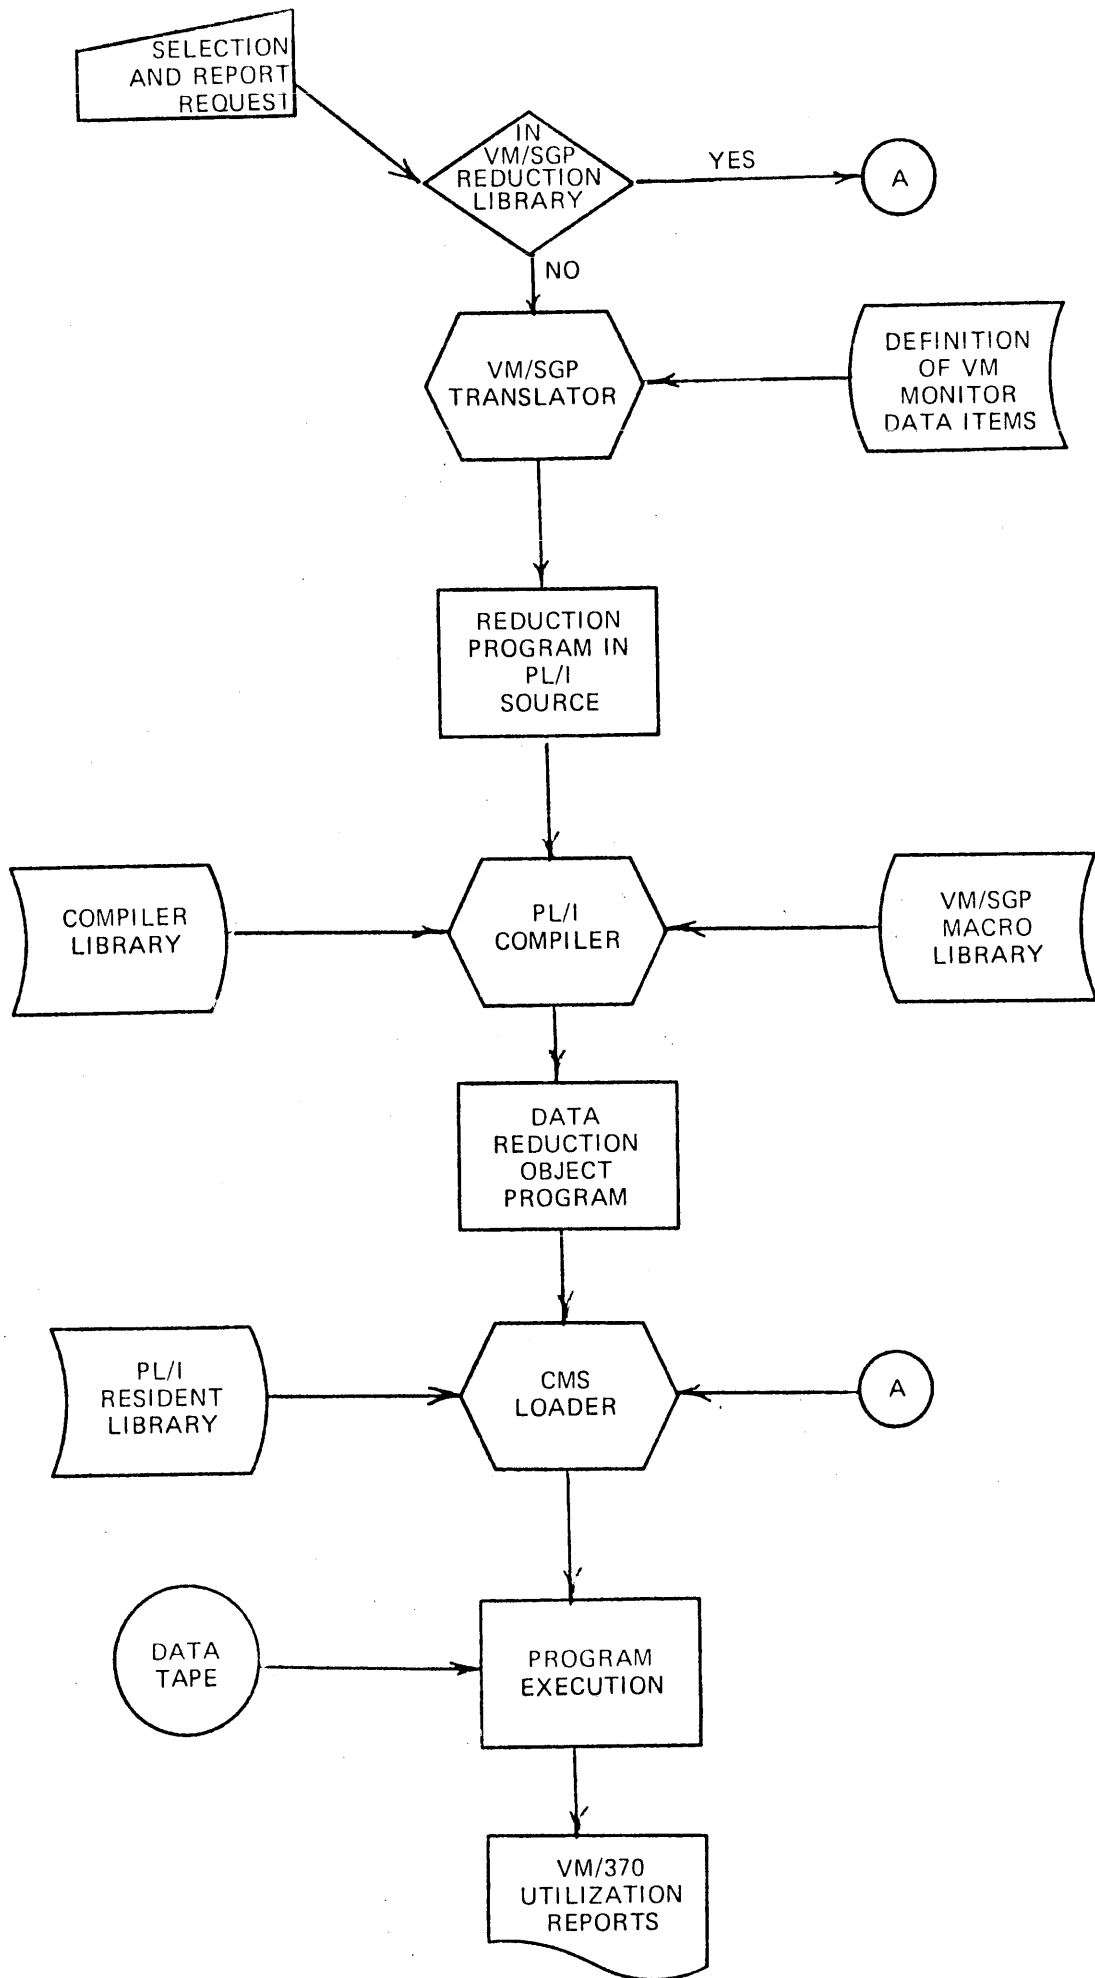 SELECTION
AND REPORT
REQUEST
IN
VM/SGP
REDUCTION
LIBRARY
YES
A
NO
VM/SGP
TRANSLATOR
DEFINITION
OF VM
MONITOR
DATA ITEMS
REDUCTION
PROGRAM IN
PL/I
SOURCE
COMPILER
LIBRARY
PL/I
COMPILER
VM/SGP
MACRO
LIBRARY
DATA
REDUCTION
OBJECT
PROGRAM
PL/I
RESIDENT
LIBRARY
CMS
LOADER
A
DATA
TAPE
PROGRAM
EXECUTION
VM/370
UTILIZATION
REPORTS